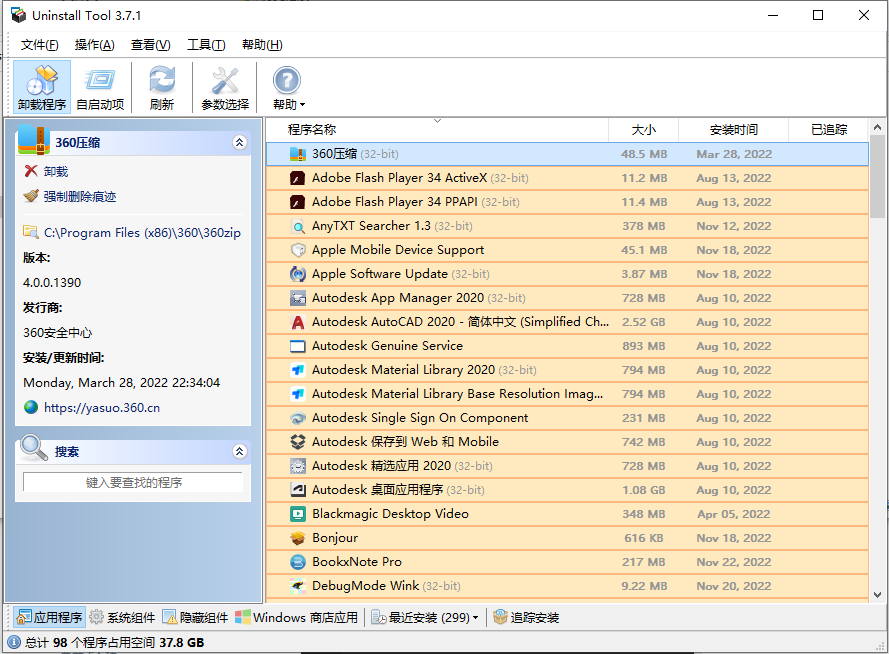 Uninstall Tool 3.7.1
文件(F) 操作(A) 查看(V) 工具(T) 帮助(H)
卸载程序 自启动项 刷新 参数选择 帮助
360压缩
卸载
强制删除痕迹
C:\Program Files (x86)\360\360zip
版本:
4.0.0.1390
发行商:
360安全中心
安装/更新时间:
Monday, March 28, 2022 22:34:04
https://yasuo.360.cn
搜索
键入要查找的程序
程序名称 大小 安装时间 已追踪
360压缩 (32-bit) 48.5 MB Mar 28, 2022
Adobe Flash Player 34 ActiveX (32-bit) 11.2 MB Aug 13, 2022
Adobe Flash Player 34 PPAPI (32-bit) 11.4 MB Aug 13, 2022
AnyTXT Searcher 1.3 (32-bit) 378 MB Nov 12, 2022
Apple Mobile Device Support 45.1 MB Nov 18, 2022
Apple Software Update (32-bit) 3.87 MB Nov 18, 2022
Autodesk App Manager 2020 (32-bit) 728 MB Aug 10, 2022
Autodesk AutoCAD 2020 - 简体中文 (Simplified Ch... 2.52 GB Aug 10, 2022
Autodesk Genuine Service 893 MB Aug 10, 2022
Autodesk Material Library 2020 (32-bit) 794 MB Aug 10, 2022
Autodesk Material Library Base Resolution Imag... 794 MB Aug 10, 2022
Autodesk Single Sign On Component 231 MB Aug 10, 2022
Autodesk 保存到 Web 和 Mobile 742 MB Aug 10, 2022
Autodesk 精选应用 2020 (32-bit) 728 MB Aug 10, 2022
Autodesk 桌面应用程序 (32-bit) 1.08 GB Aug 10, 2022
Blackmagic Desktop Video 348 MB Apr 05, 2022
Bonjour 616 KB Nov 18, 2022
BookxNote Pro 217 MB Nov 22, 2022
DebugMode Wink (32-bit) 9.22 MB Nov 20, 2022
应用程序 系统组件 隐藏组件 Windows 商店应用 最近安装 (299) 追踪安装
总计 98 个程序占用空间 37.8 GB